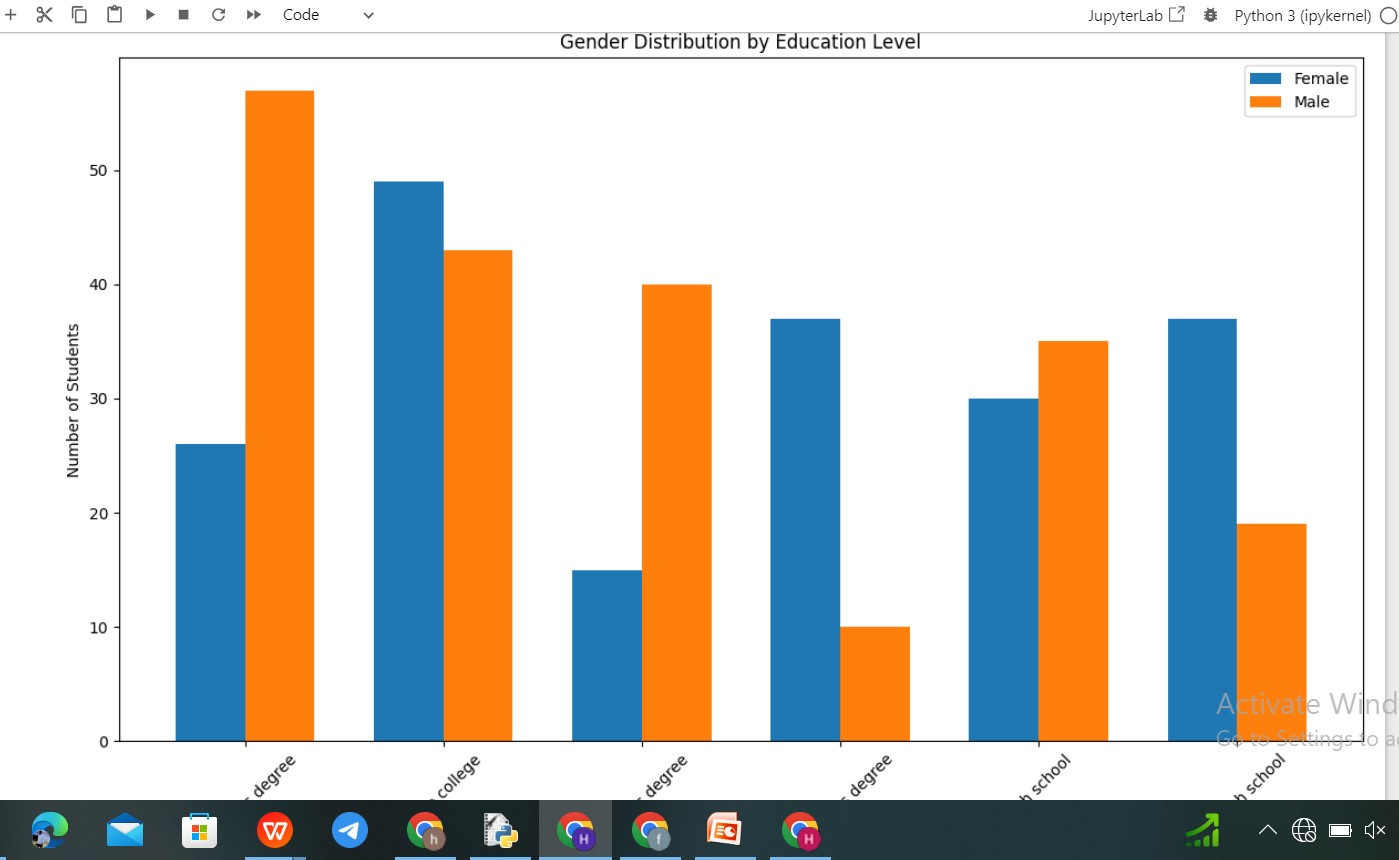 Code
JupyterLab
Python 3 (ipykernel)
Gender Distribution by Education Level
Female
Male
Number of Students
50
40
30
20
10
0
degree
college
degree
degree
school
school
Activate Wind
Go to Settings to a